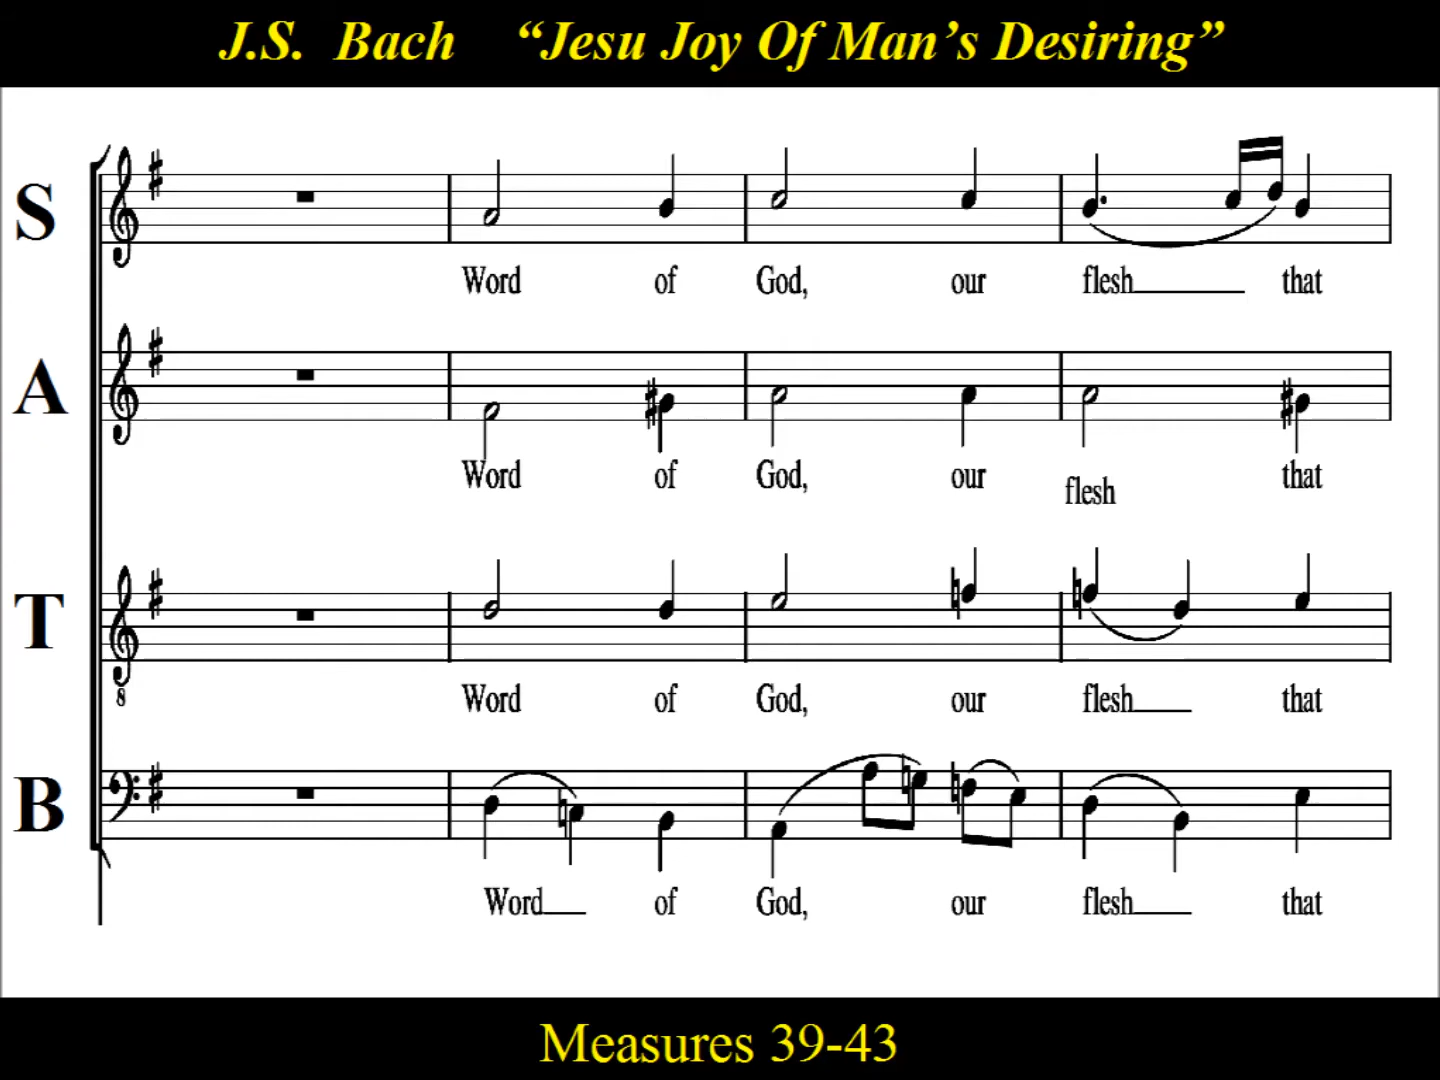 J.S. Bach “Jesu Joy Of Man’s Desiring”
S
Word of God, our flesh that
A
Word of God, our flesh that
T
8
Word of God, our flesh that
B
Word of God, our flesh that
Measures 39-43